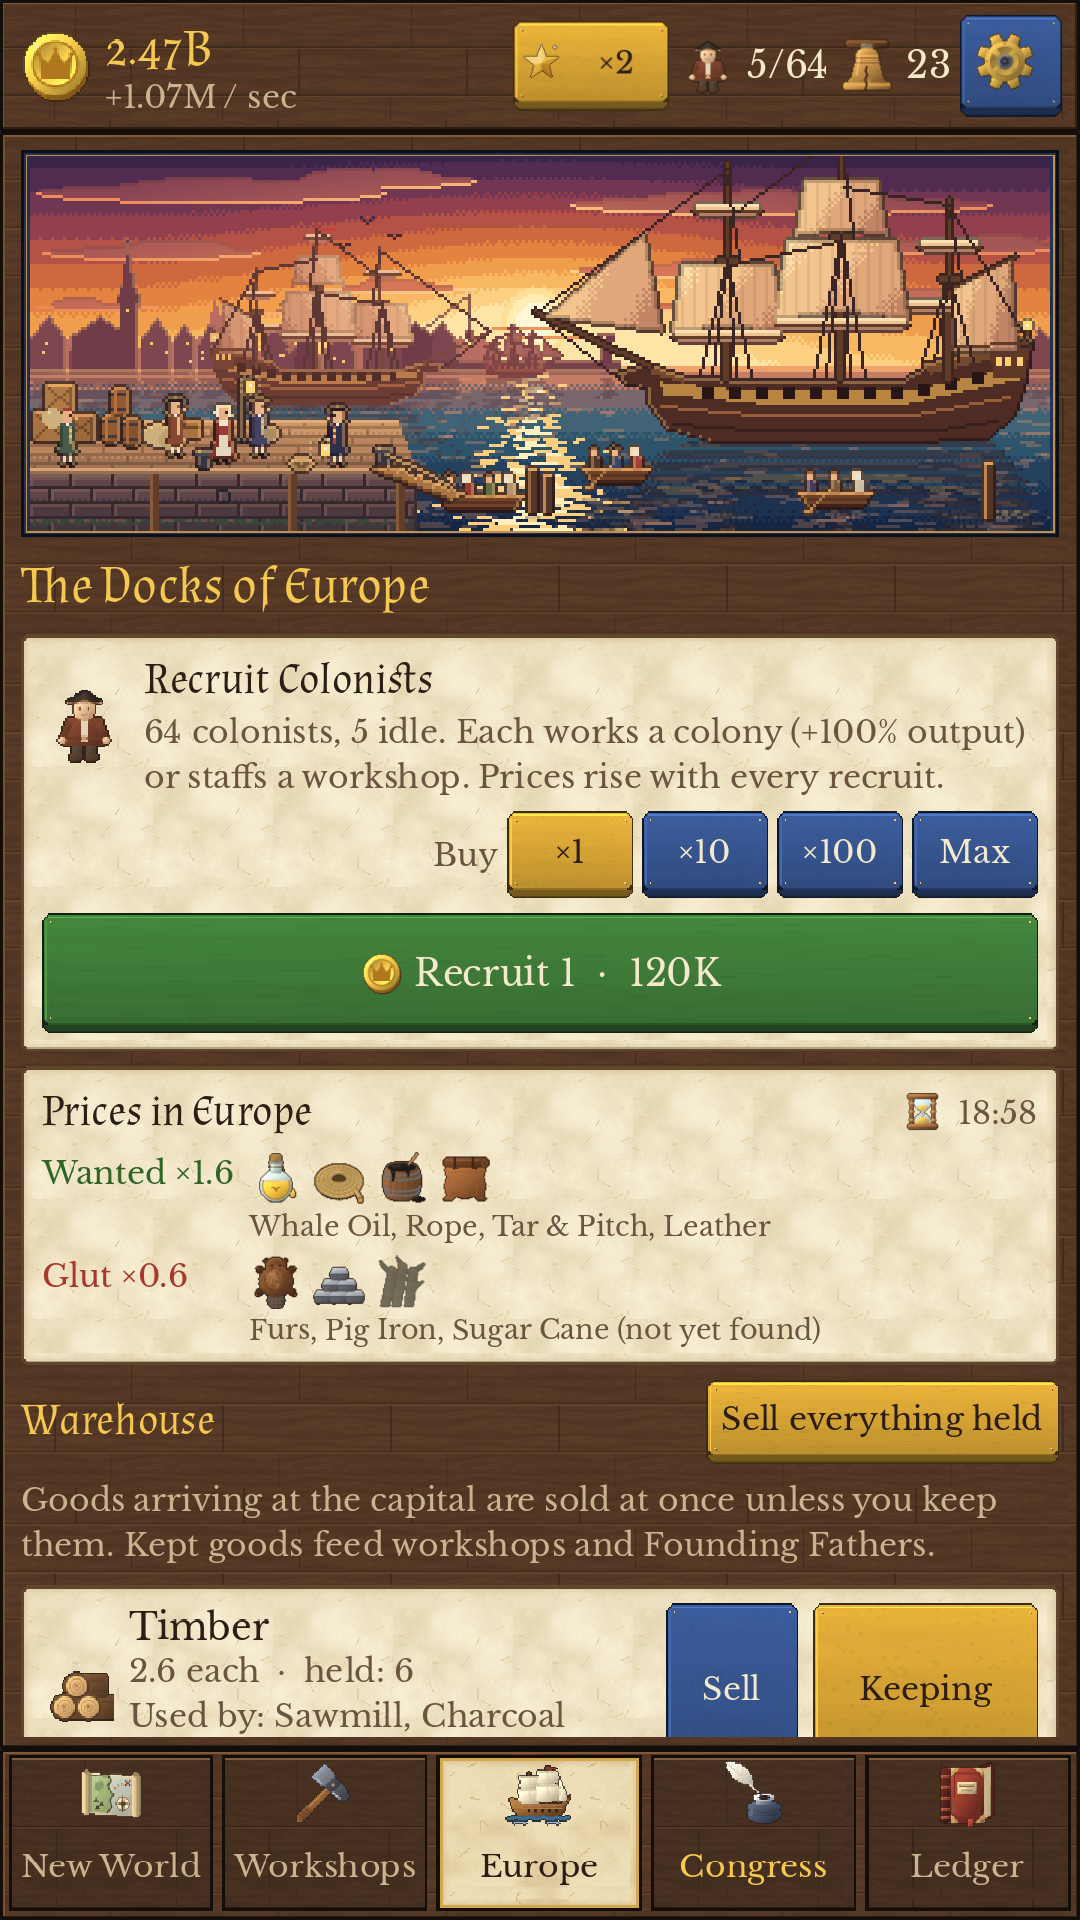 2.47B
+1.07M / sec
×2
5/64
23
The Docks of Europe
Recruit Colonists
64 colonists, 5 idle. Each works a colony (+100% output)
or staffs a workshop. Prices rise with every recruit.
Buy
×1
×10
×100
Max
Recruit 1 · 120K
Prices in Europe
18:58
Wanted ×1.6
Whale Oil, Rope, Tar & Pitch, Leather
Glut ×0.6
Furs, Pig Iron, Sugar Cane (not yet found)
Warehouse
Sell everything held
Goods arriving at the capital are sold at once unless you keep
them. Kept goods feed workshops and Founding Fathers.
Timber
2.6 each · held: 6
Used by: Sawmill, Charcoal
Sell
Keeping
New World
Workshops
Europe
Congress
Ledger